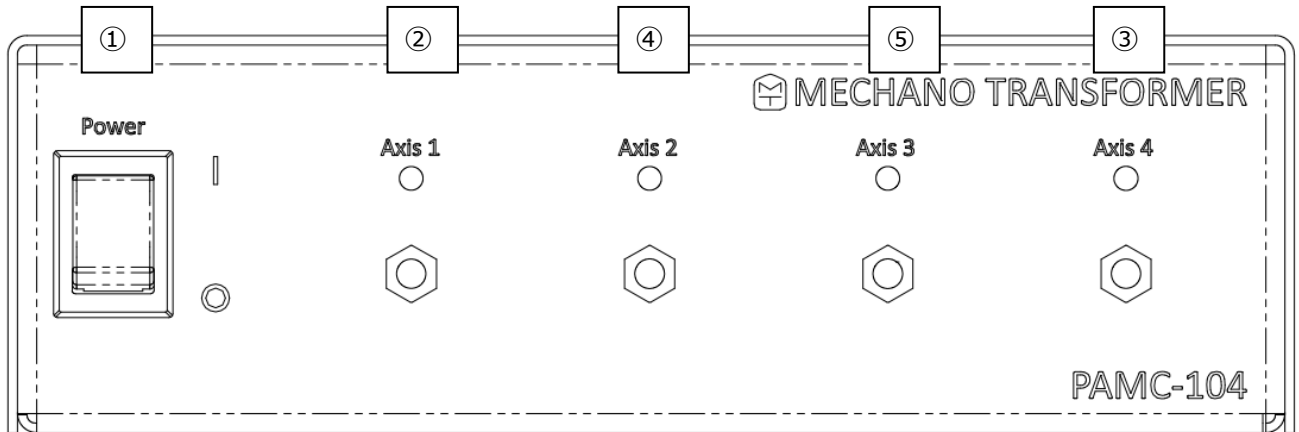 ① ② ④ ⑤ ③
MECHANO TRANSFORMER
Power
Axis 1 Axis 2 Axis 3 Axis 4
PAMC-104